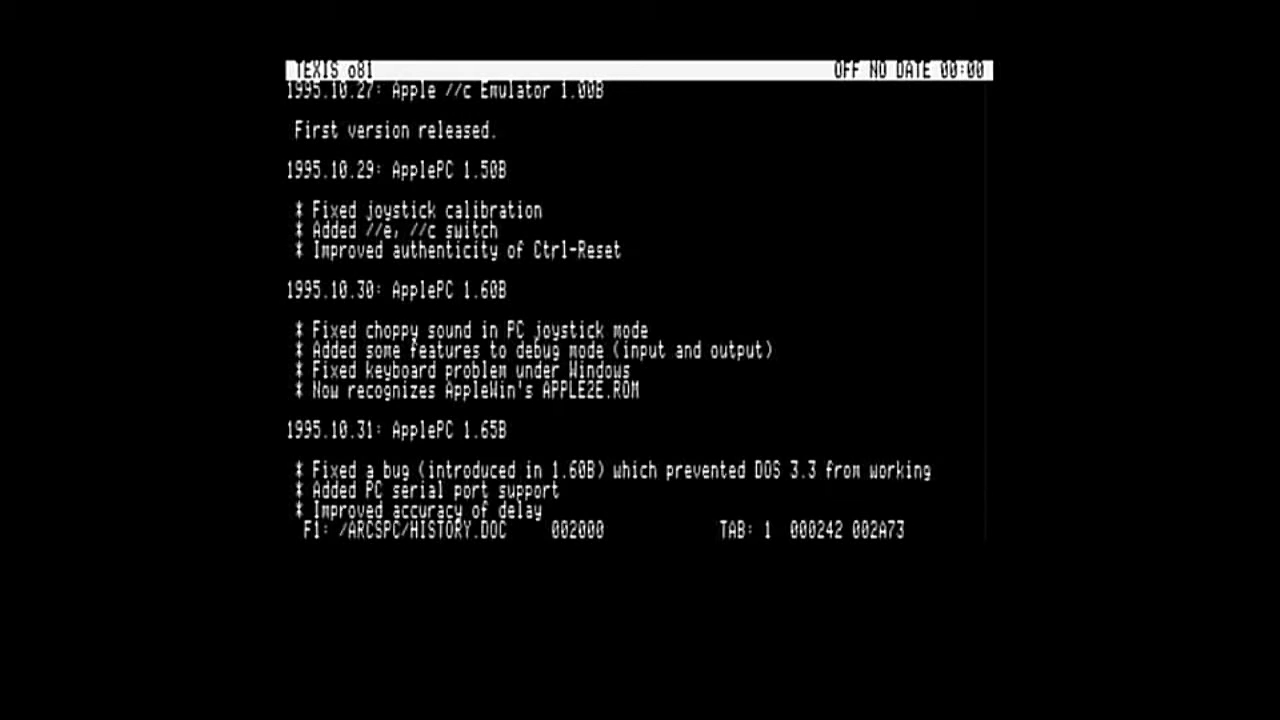 TEXIS o81 OFF NO DATE 00:00
1995.10.27: Apple //c Emulator 1.00B
First version released.
1995.10.29: ApplePC 1.50B
* Fixed joystick calibration
* Added //e, //c switch
* Improved authenticity of Ctrl-Reset
1995.10.30: ApplePC 1.60B
* Fixed choppy sound in PC joystick mode
* Added some features to debug mode (input and output)
* Fixed keyboard problem under Windows
* Now recognizes AppleWin's APPLE2E.ROM
1995.10.31: ApplePC 1.65B
* Fixed a bug (introduced in 1.60B) which prevented DOS 3.3 from working
* Added PC serial port support
* Improved accuracy of delay
F1: /ARCSPC/HISTORY.DOC 002000 TAB: 1 000242 002A73